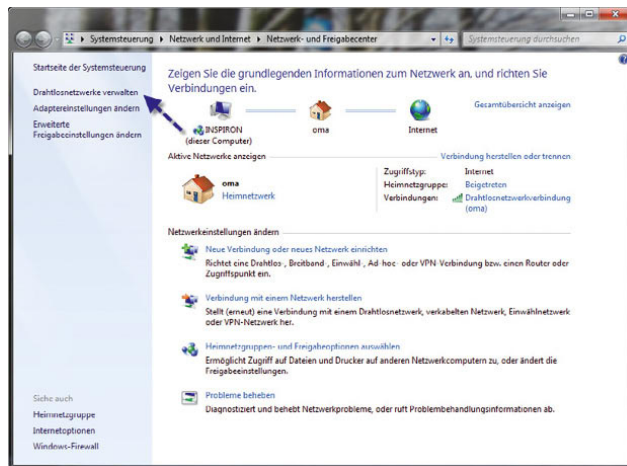 Systemsteuerung ▸ Netzwerk und Internet ▸ Netzwerk- und Freigabecenter
Systemsteuerung durchsuchen
Startseite der Systemsteuerung
Drahtlosnetzwerke verwalten
Adaptereinstellungen ändern
Erweiterte
Freigabeeinstellungen ändern
Zeigen Sie die grundlegenden Informationen zum Netzwerk an, und richten Sie
Verbindungen ein.
Gesamtübersicht anzeigen
INSPIRON
(dieser Computer)
oma
Internet
Aktive Netzwerke anzeigen
Verbindung herstellen oder trennen
oma
Heimnetzwerk
Zugriffstyp: Internet
Heimnetzgruppe: Beigetreten
Verbindungen: Drahtlosnetzwerkverbindung
(oma)
Netzwerkeinstellungen ändern
Neue Verbindung oder neues Netzwerk einrichten
Richtet eine Drahtlos-, Breitband-, Einwähl-, Ad-hoc- oder VPN-Verbindung bzw. einen Router oder
Zugriffspunkt ein.
Verbindung mit einem Netzwerk herstellen
Stellt (erneut) eine Verbindung mit einem Drahtlosnetzwerk, verkabelten Netzwerk, Einwählnetzwerk
oder VPN-Netzwerk her.
Heimnetzgruppen- und Freigabeoptionen auswählen
Ermöglicht Zugriff auf Dateien und Drucker auf anderen Netzwerkcomputern zu, oder ändert die
Freigabeeinstellungen.
Probleme beheben
Diagnostiziert und behebt Netzwerkprobleme, oder ruft Problembehandlungsinformationen ab.
Siehe auch
Heimnetzgruppe
Internetoptionen
Windows-Firewall